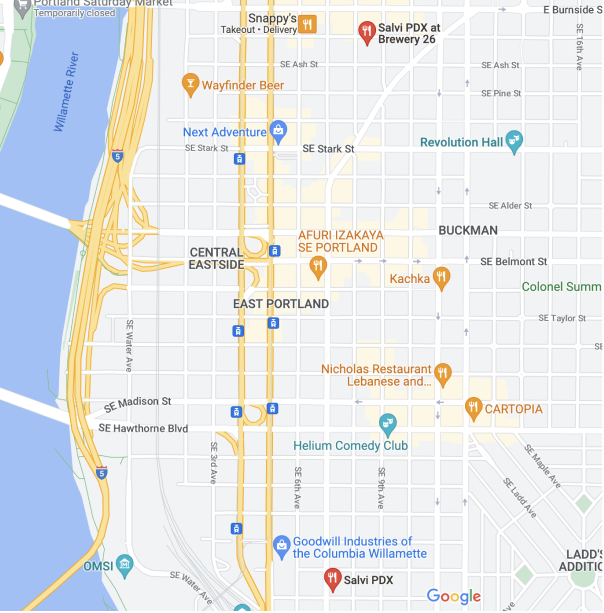 Portland Saturday Market
Temporarily closed
Snappy's
Takeout • Delivery
Salvi PDX at
Brewery 26
E Burnside S
SE 16th Ave
SE Ash St
SE Ash St
Willamette River
Wayfinder Beer
SE Pine St
Next Adventure
5
SE Stark St
SE Stark St
Revolution Hall
SE Alder St
BUCKMAN
AFURI IZAKAYA
SE PORTLAND
CENTRAL
EASTSIDE
SE Belmont St
Kachka
Colonel Summ
EAST PORTLAND
SE Taylor St
SE Water Ave
Nicholas Restaurant
Lebanese and...
SE Madison St
CARTOPIA
SE Hawthorne Blvd
Helium Comedy Club
SE 3rd Ave
SE 6th Ave
SE 9th Ave
SE Maple Ave
SE Ladd Ave
5
Goodwill Industries of
the Columbia Willamette
OMSI
SE Water Ave
Salvi PDX
LADD'S
ADDITIO
Google